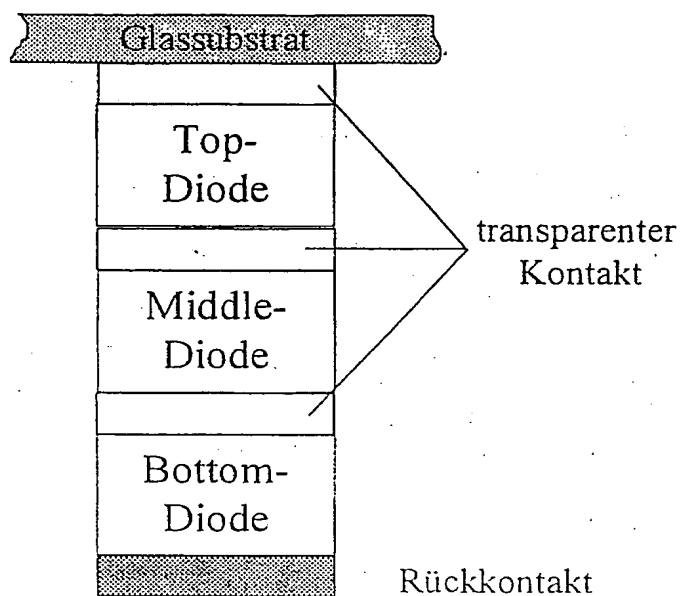 Glassubstrat
Top-
Diode
transparenter
Kontakt
Middle-
Diode
Bottom-
Diode
Rückkontakt